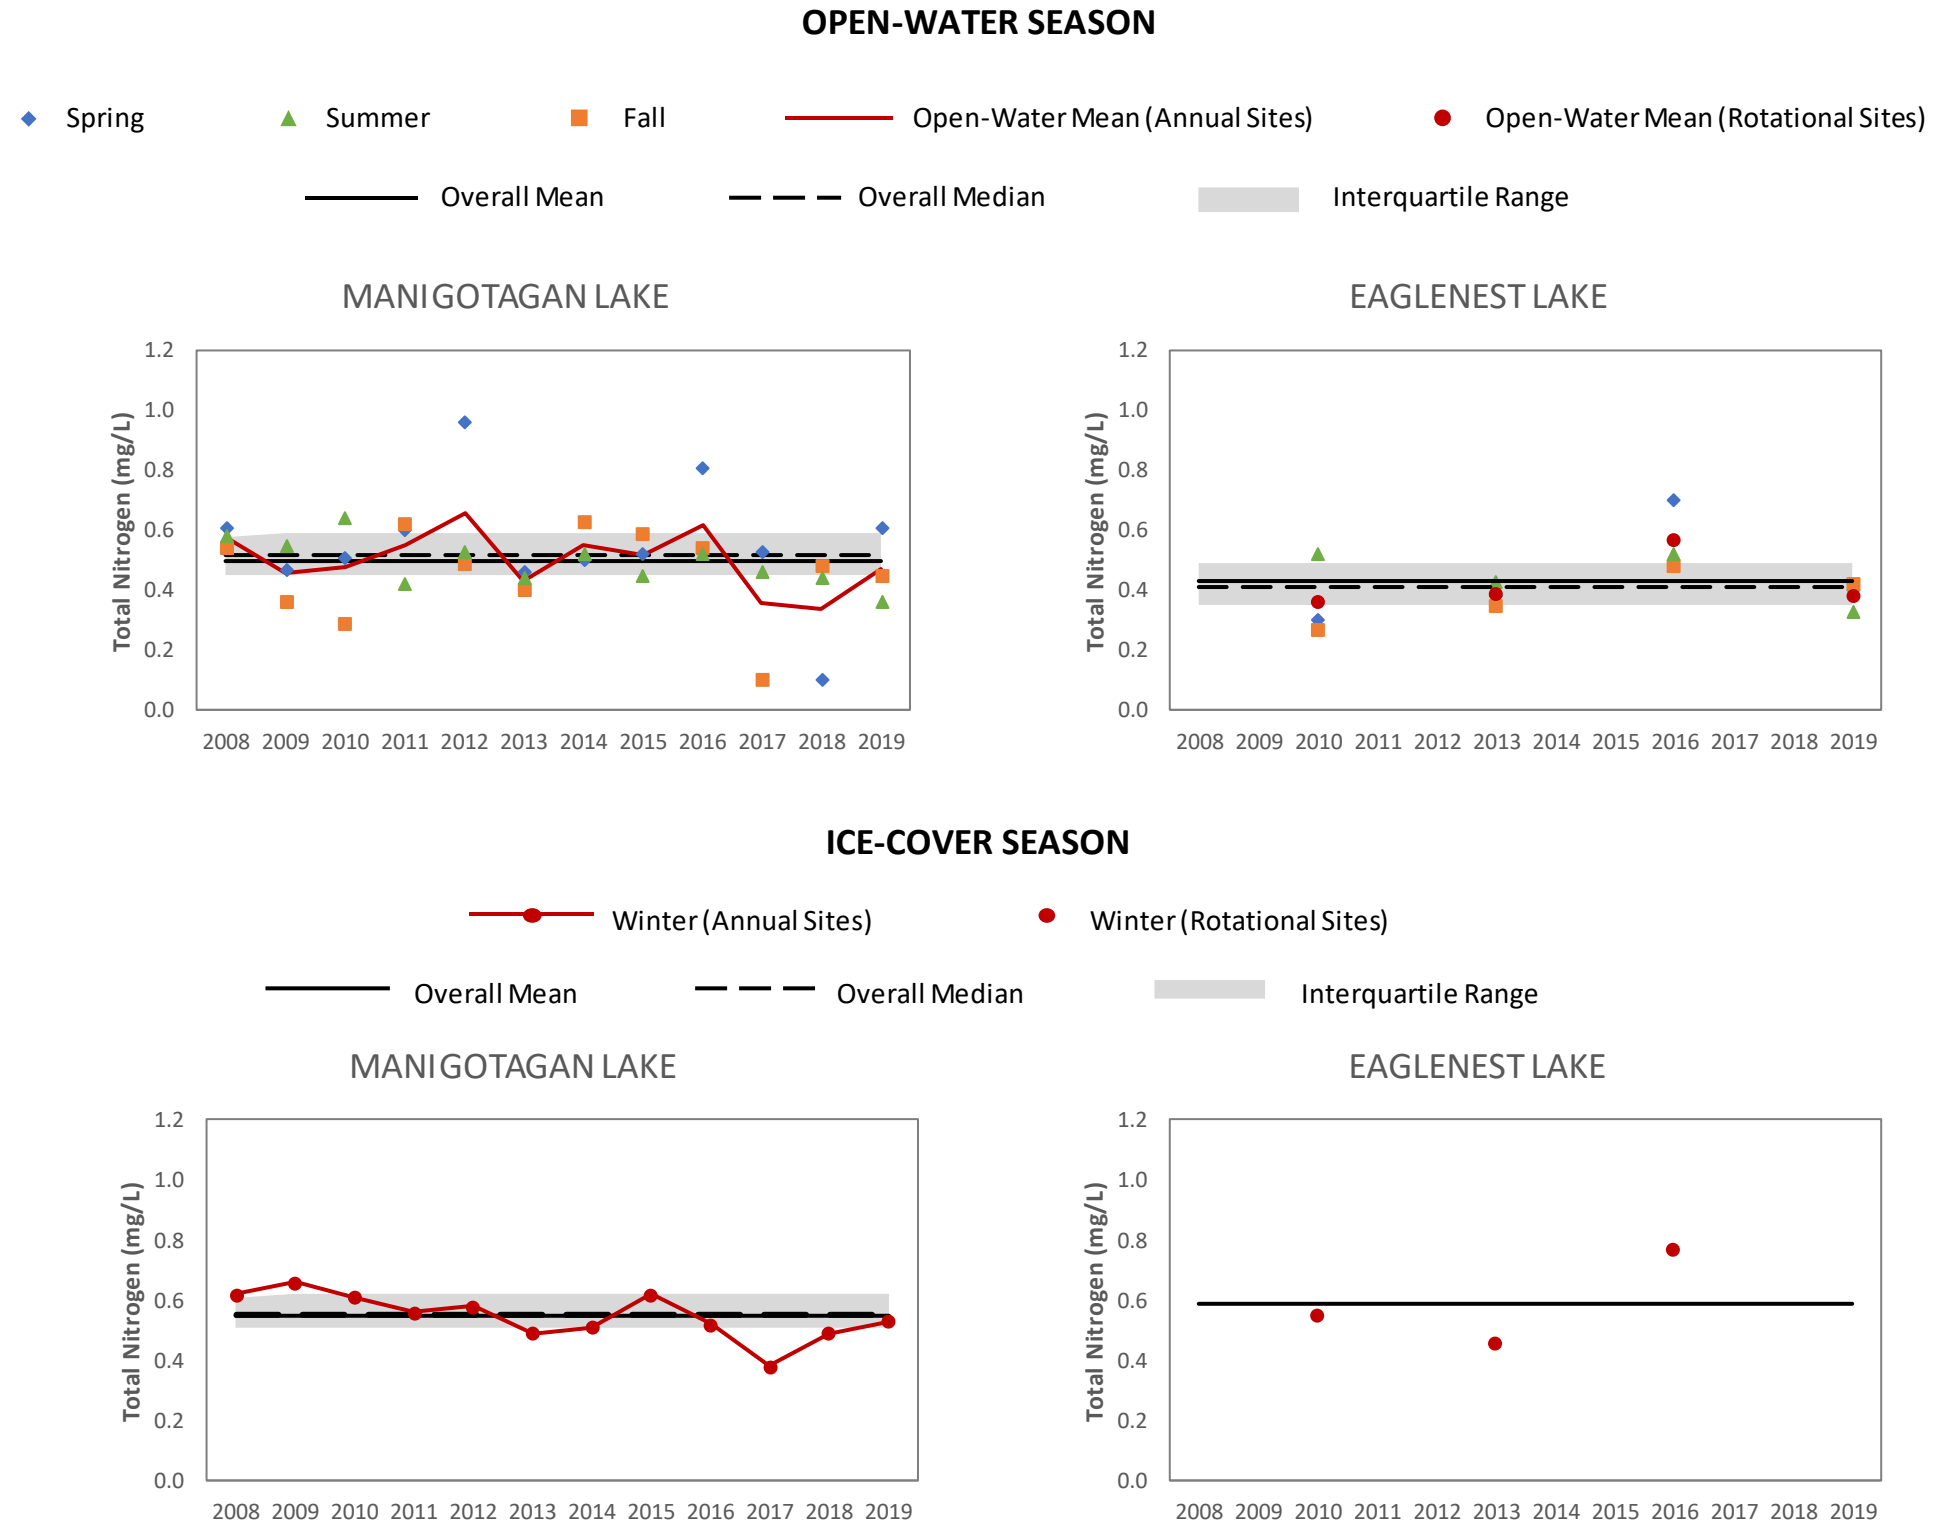 OPEN-WATER SEASON
Spring Summer Fall Open-Water Mean (Annual Sites) Open-Water Mean (Rotational Sites)
Overall Mean Overall Median Interquartile Range
MANIGOTAGAN LAKE
Total Nitrogen (mg/L)
1.2
1.0
0.8
0.6
0.4
0.2
0.0
2008 2009 2010 2011 2012 2013 2014 2015 2016 2017 2018 2019
EAGLENEST LAKE
Total Nitrogen (mg/L)
1.2
1.0
0.8
0.6
0.4
0.2
0.0
2008 2009 2010 2011 2012 2013 2014 2015 2016 2017 2018 2019
ICE-COVER SEASON
Winter (Annual Sites) Winter (Rotational Sites)
Overall Mean Overall Median Interquartile Range
MANIGOTAGAN LAKE
Total Nitrogen (mg/L)
1.2
1.0
0.8
0.6
0.4
0.2
0.0
2008 2009 2010 2011 2012 2013 2014 2015 2016 2017 2018 2019
EAGLENEST LAKE
Total Nitrogen (mg/L)
1.2
1.0
0.8
0.6
0.4
0.2
0.0
2008 2009 2010 2011 2012 2013 2014 2015 2016 2017 2018 2019